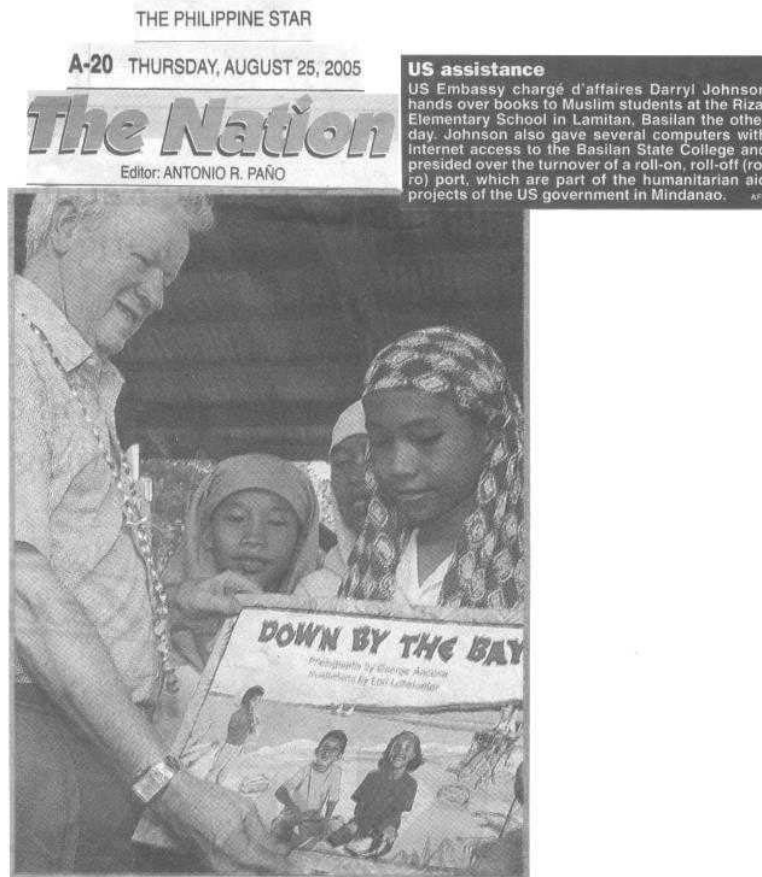 THE PHILIPPINE STAR
A-20 THURSDAY, AUGUST 25, 2005
The Nation
Editor: ANTONIO R. PAÑO
US assistance
US Embassy chargé d'affaires Darryl Johnson
hands over books to Muslim students at the Riza
Elementary School in Lamitan, Basilan the othe
day. Johnson also gave several computers with
Internet access to the Basilan State College and
presided over the turnover of a roll-on, roll-off (ro
ro) port, which are part of the humanitarian aid
projects of the US government in Mindanao.
DOWN BY THE BAY
Photographs by George Ancona